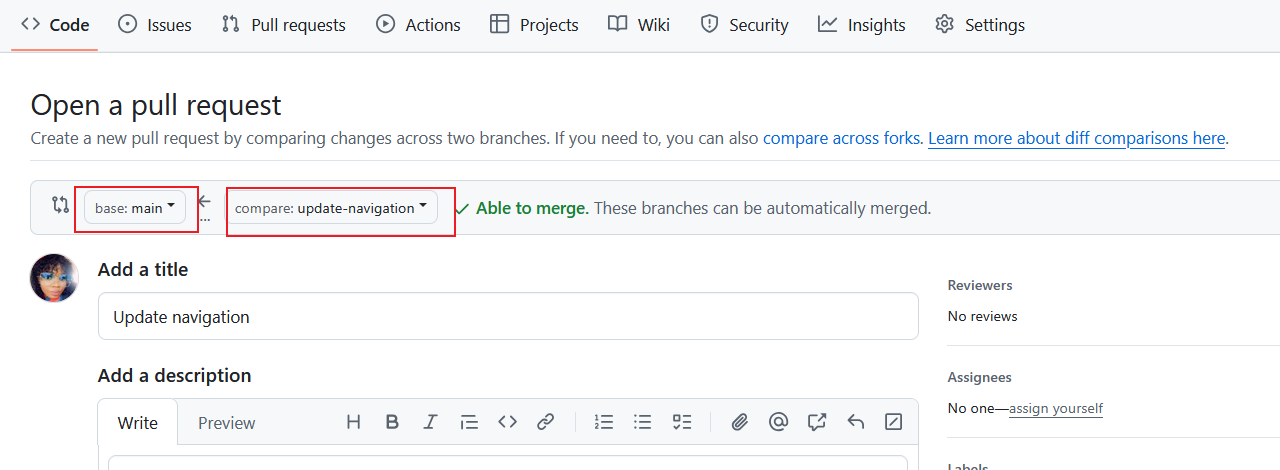 Code Issues Pull requests Actions Projects Wiki Security Insights Settings
Open a pull request
Create a new pull request by comparing changes across two branches. If you need to, you can also compare across forks. Learn more about diff comparisons here.
base: main ... compare: update-navigation Able to merge. These branches can be automatically merged.
Add a title
Update navigation
Add a description
Write Preview
Reviewers
No reviews
Assignees
No one—assign yourself
Labels